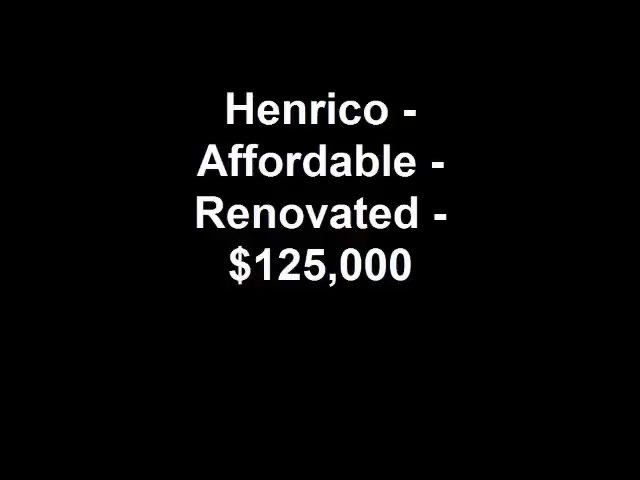 Henrico -
Affordable -
Renovated -
$125,000